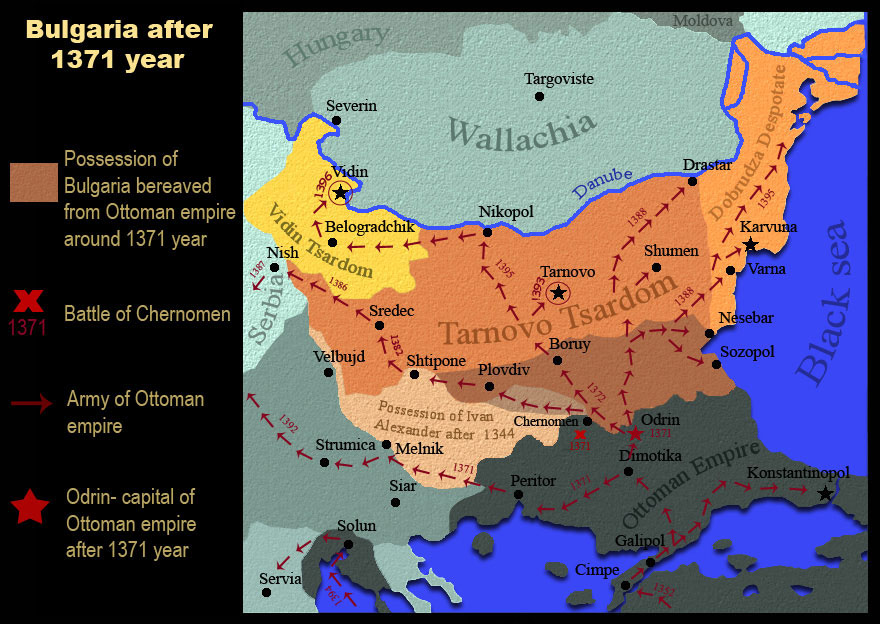 Bulgaria after
1371 year
Possession of
Bulgaria bereaved
from Ottoman empire
around 1371 year
1371
Battle of Chernomen
Army of Ottoman
empire
Odrin- capital of
Ottoman empire
after 1371 year
Hungary
Moldova
Targoviste
Severin
Wallachia
Dobrudza Despotate
Danube
Drastar
Vidin
1396
Vidin Tsardom
Belogradchik
Nikopol
1388
1395
Karvuna
Nish
1387
1386
Serbia
Tarnovo
1393
1395
Shumen
Varna
Tarnovo Tsardom
1388
Black sea
Sredec
1382
Nesebar
Velbujd
Shtipone
Plovdiv
Boruy
Sozopol
1372
1392
Possession of Ivan
Alexander after 1344
Chernomen
1371
Odrin
1371
Strumica
Melnik
1371
Dimotika
1371
Ottoman Empire
Konstantinopol
Siar
Peritor
Solun
Galipol
Servia
1394
Cimpe
1352